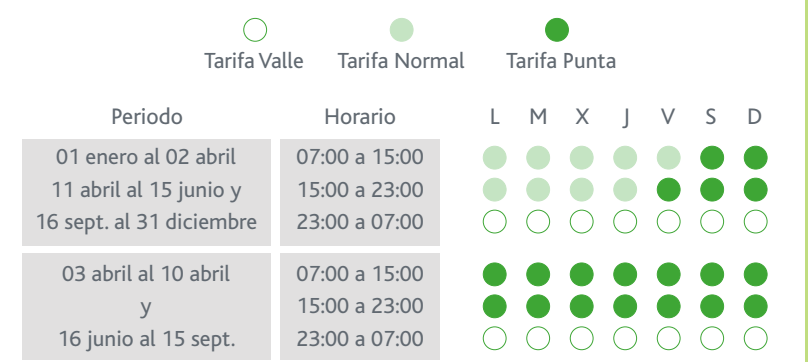 Tarifa Valle Tarifa Normal Tarifa Punta
Periodo Horario L M X J V S D
01 enero al 02 abril 07:00 a 15:00
11 abril al 15 junio y 15:00 a 23:00
16 sept. al 31 diciembre 23:00 a 07:00
03 abril al 10 abril 07:00 a 15:00
y 15:00 a 23:00
16 junio al 15 sept. 23:00 a 07:00